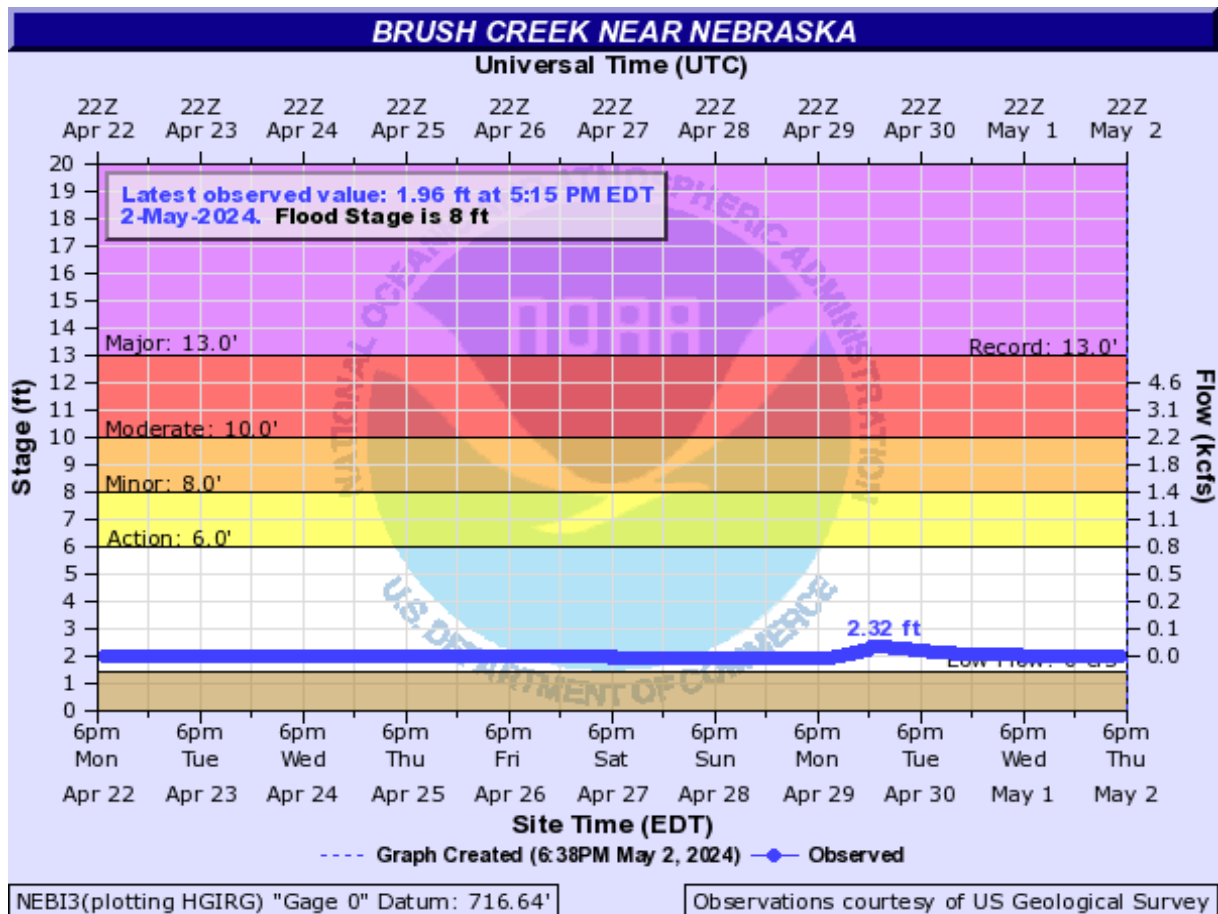 BRUSH CREEK NEAR NEBRASKA
Universal Time (UTC)
22Z 22Z 22Z 22Z 22Z 22Z 22Z 22Z 22Z 22Z 22Z
Apr 22 Apr 23 Apr 24 Apr 25 Apr 26 Apr 27 Apr 28 Apr 29 Apr 30 May 1 May 2
Latest observed value: 1.96 ft at 5:15 PM EDT
2-May-2024. Flood Stage is 8 ft
NATIONAL OCEANIC AND ATMOSPHERIC ADMINISTRATION
NOAA
U.S. DEPARTMENT OF COMMERCE
Stage (ft)
20
19
18
17
16
15
14
13
12
11
10
9
8
7
6
5
4
3
2
1
0
Major: 13.0'
Record: 13.0'
Moderate: 10.0'
Minor: 8.0'
Action: 6.0'
2.32 ft
Low Flow: 0 cfs
Flow (kcfs)
4.6
3.1
2.2
1.8
1.4
1.1
0.8
0.5
0.2
0.1
0.0
6pm 6pm 6pm 6pm 6pm 6pm 6pm 6pm 6pm 6pm 6pm
Mon Tue Wed Thu Fri Sat Sun Mon Tue Wed Thu
Apr 22 Apr 23 Apr 24 Apr 25 Apr 26 Apr 27 Apr 28 Apr 29 Apr 30 May 1 May 2
Site Time (EDT)
Graph Created (6:38PM May 2, 2024) Observed
NEBI3(plotting HGIRG) "Gage 0" Datum: 716.64'
Observations courtesy of US Geological Survey